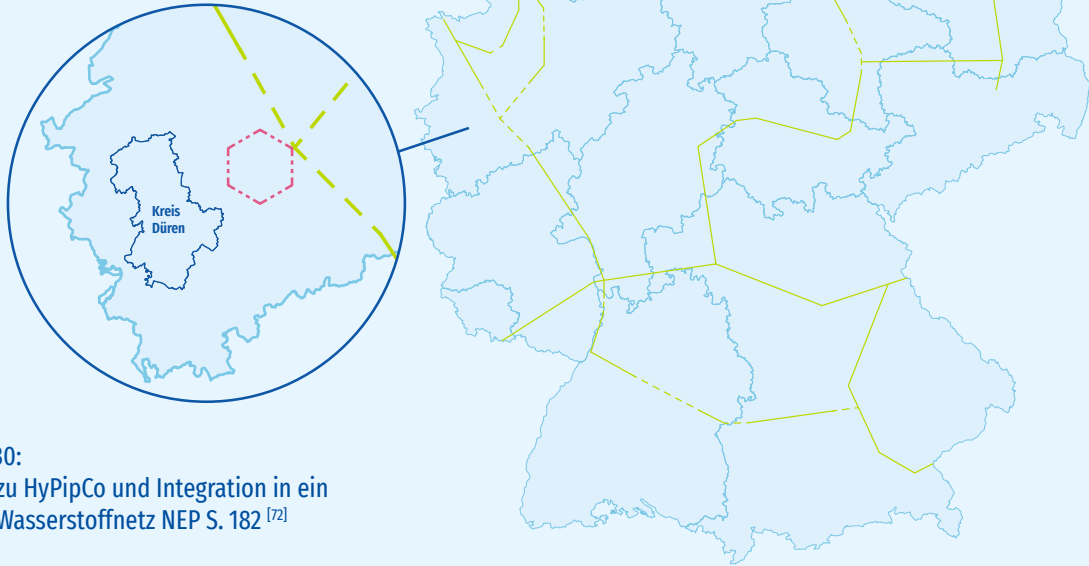 Kreis
Düren
30:
zu HyPipCo und Integration in ein
Wasserstoffnetz NEP S. 182 [72]